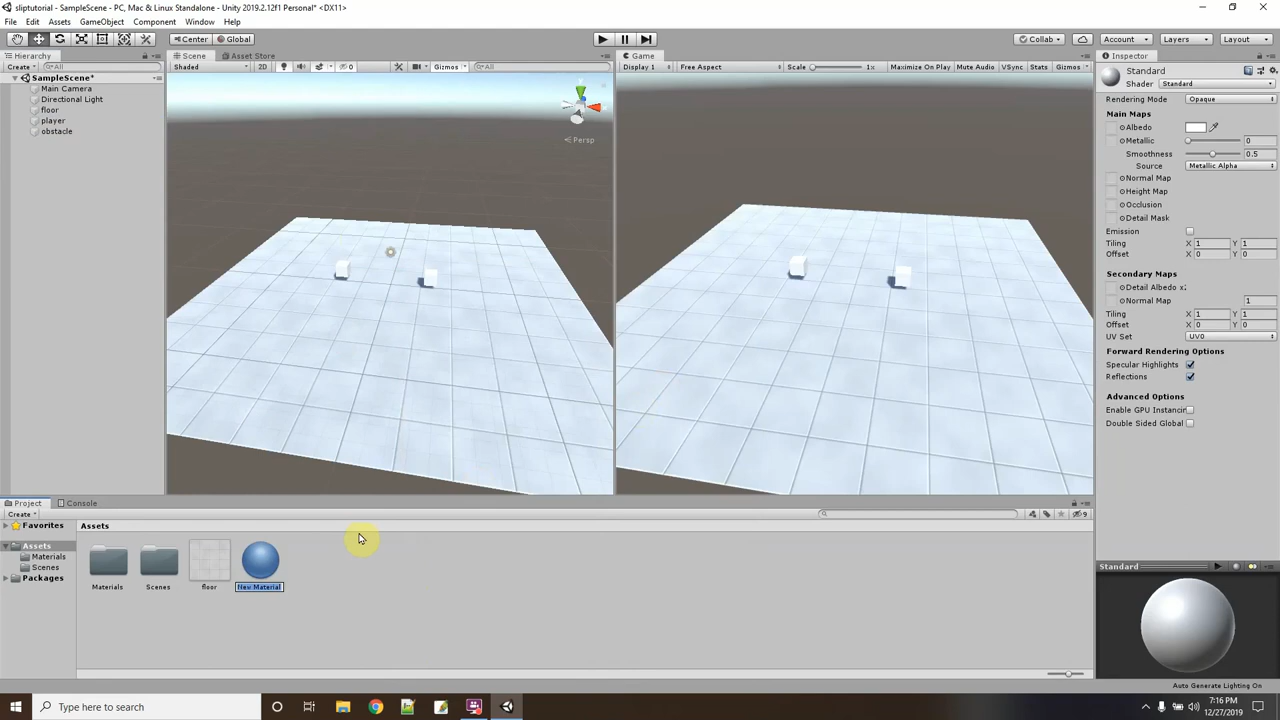 sliptutorial - SampleScene - PC, Mac & Linux Standalone - Unity 2019.2.12f1 Personal* <DX11>
File Edit Assets GameObject Component Window Help
Center Global Collab Account Layers Layout
Hierarchy
Create All
SampleScene*
Main Camera
Directional Light
floor
player
obstacle
Scene Asset Store
Shaded 2D 0 Gizmos All
Persp
Game
Display 1 Free Aspect Scale 1x Maximize On Play Mute Audio VSync Stats Gizmos
Inspector
Standard
Shader Standard
Rendering Mode Opaque
Main Maps
Albedo
Metallic 0
Smoothness 0.5
Source Metallic Alpha
Normal Map
Height Map
Occlusion
Detail Mask
Emission
Tiling X 1 Y 1
Offset X 0 Y 0
Secondary Maps
Detail Albedo x2
Normal Map 1
Tiling X 1 Y 1
Offset X 0 Y 0
UV Set UV0
Forward Rendering Options
Specular Highlights
Reflections
Advanced Options
Enable GPU Instancin
Double Sided Global
Standard
Auto Generate Lighting On
Project Console
Create 9
Favorites
Assets
Materials
Scenes
Packages
Assets
Materials Scenes floor New Material
Type here to search
7:16 PM
12/27/2019